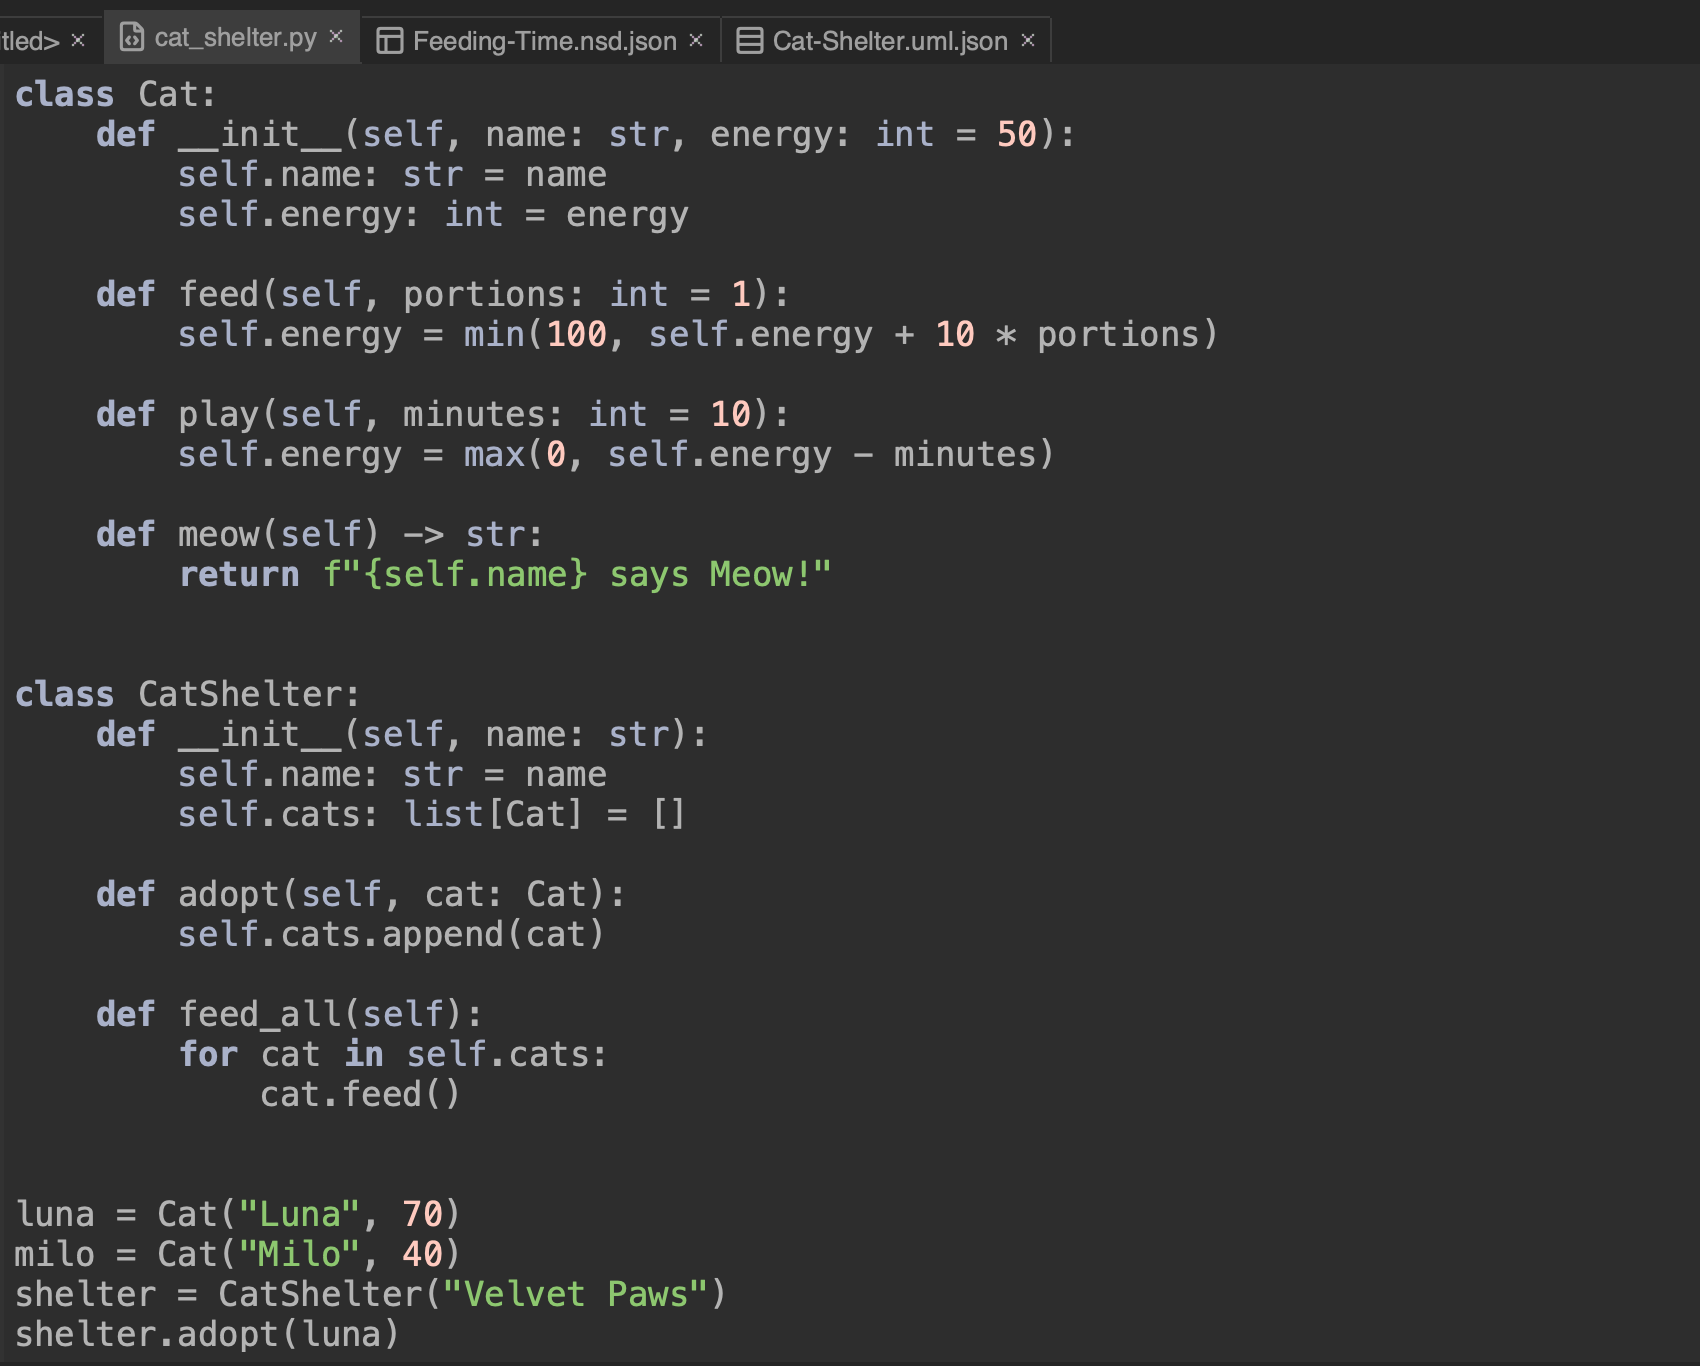 tled> × cat_shelter.py × Feeding-Time.nsd.json × Cat-Shelter.uml.json ×
class Cat:
    def __init__(self, name: str, energy: int = 50):
        self.name: str = name
        self.energy: int = energy

    def feed(self, portions: int = 1):
        self.energy = min(100, self.energy + 10 * portions)

    def play(self, minutes: int = 10):
        self.energy = max(0, self.energy - minutes)

    def meow(self) -> str:
        return f"{self.name} says Meow!"


class CatShelter:
    def __init__(self, name: str):
        self.name: str = name
        self.cats: list[Cat] = []

    def adopt(self, cat: Cat):
        self.cats.append(cat)

    def feed_all(self):
        for cat in self.cats:
            cat.feed()


luna = Cat("Luna", 70)
milo = Cat("Milo", 40)
shelter = CatShelter("Velvet Paws")
shelter.adopt(luna)